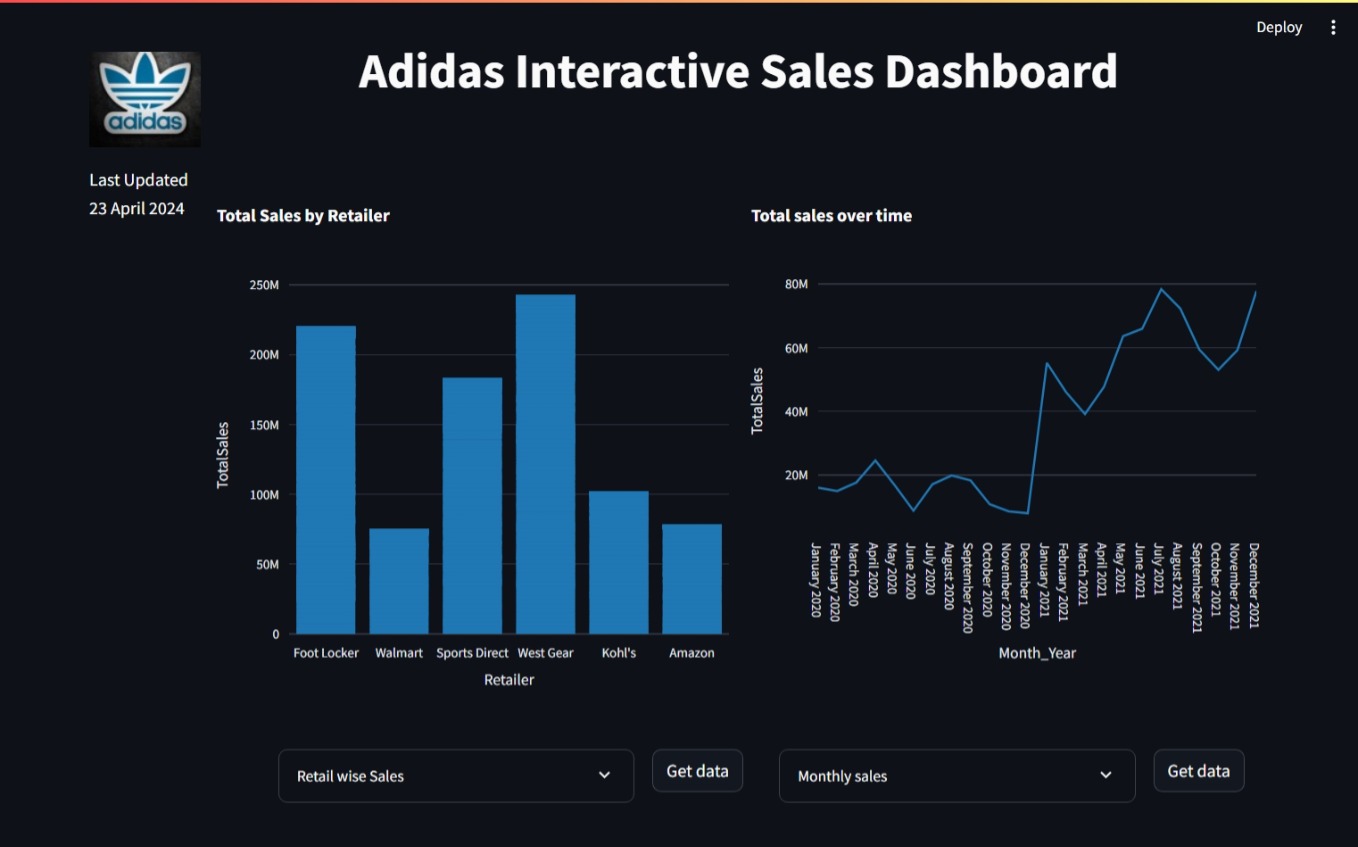 Deploy
Adidas Interactive Sales Dashboard
adidas
Last Updated
23 April 2024
Total Sales by Retailer
250M
200M
150M
100M
50M
0
TotalSales
Foot Locker Walmart Sports Direct West Gear Kohl's Amazon
Retailer
Total sales over time
80M
60M
40M
20M
TotalSales
January 2020
February 2020
March 2020
April 2020
May 2020
June 2020
July 2020
August 2020
September 2020
October 2020
November 2020
December 2020
January 2021
February 2021
March 2021
April 2021
May 2021
June 2021
July 2021
August 2021
September 2021
October 2021
November 2021
December 2021
Month_Year
Retail wise Sales
Get data
Monthly sales
Get data